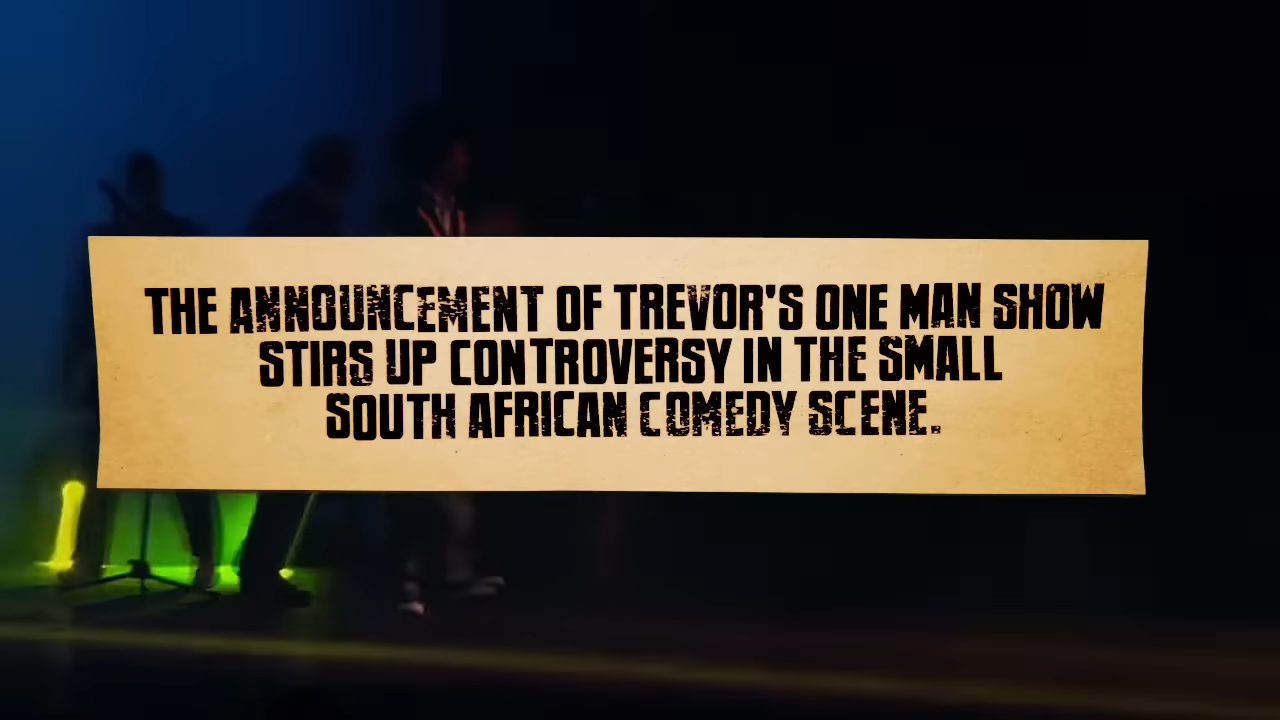 THE ANNOUNCEMENT OF TREVOR'S ONE MAN SHOW
STIRS UP CONTROVERSY IN THE SMALL
SOUTH AFRICAN COMEDY SCENE.